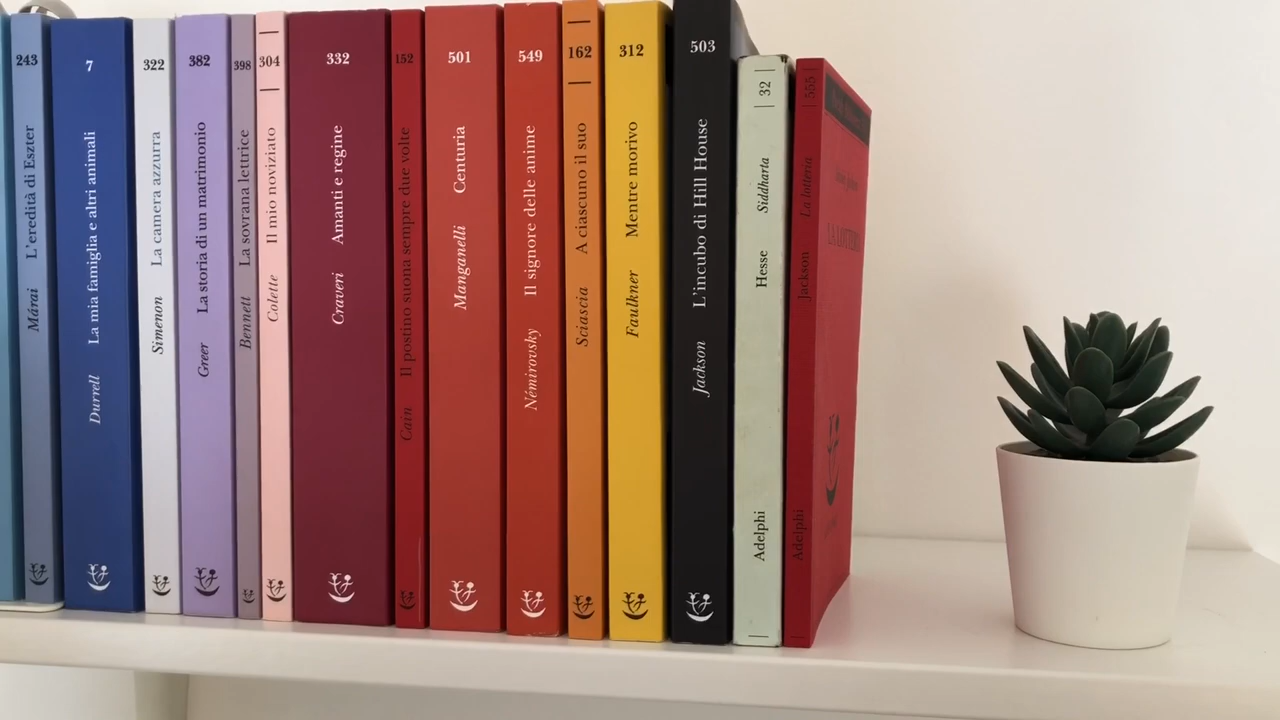 243
Márai L'eredità di Eszter
7
Durrell La mia famiglia e altri animali
322
Simenon La camera azzurra
382
Greer La storia di un matrimonio
398
Bennett La sovrana lettrice
304
Colette Il mio noviziato
332
Craveri Amanti e regine
152
Cain Il postino suona sempre due volte
501
Manganelli Centuria
549
Némirovsky Il signore delle anime
162
Sciascia A ciascuno il suo
312
Faulkner Mentre morivo
503
Jackson L'incubo di Hill House
32
Adelphi Hesse Siddharta
555
Adelphi Jackson La lotteria